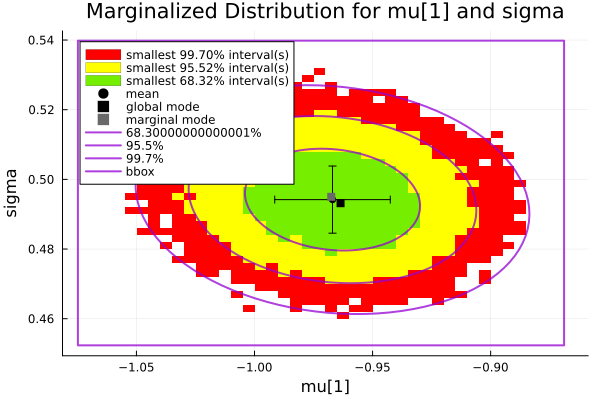 Marginalized Distribution for mu[1] and sigma
smallest 99.70% interval(s)
smallest 95.52% interval(s)
smallest 68.32% interval(s)
mean
global mode
marginal mode
68.30000000000001%
95.5%
99.7%
bbox
0.54
0.52
0.50
0.48
0.46
sigma
−1.05
−1.00
−0.95
−0.90
mu[1]